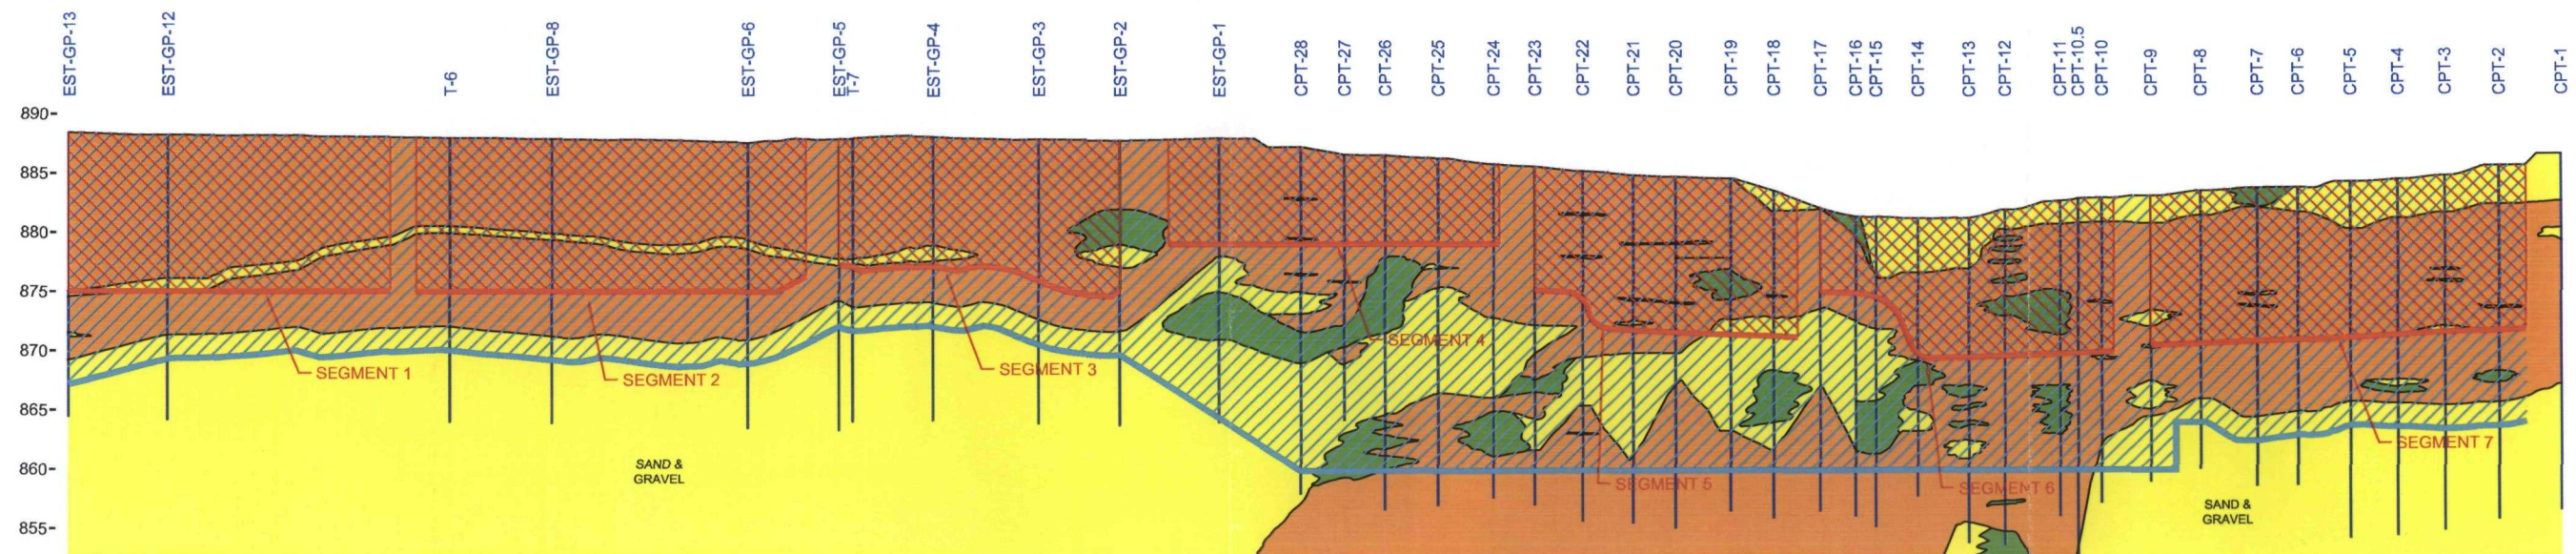 EST-GP-13
EST-GP-12
T-6
EST-GP-8
EST-GP-6
EST-GP-5
T-7
EST-GP-4
EST-GP-3
EST-GP-2
EST-GP-1
CPT-28
CPT-27
CPT-26
CPT-25
CPT-24
CPT-23
CPT-22
CPT-21
CPT-20
CPT-19
CPT-18
CPT-17
CPT-16
CPT-15
CPT-14
CPT-13
CPT-12
CPT-11
CPT-10.5
CPT-10
CPT-9
CPT-8
CPT-7
CPT-6
CPT-5
CPT-4
CPT-3
CPT-2
CPT-1
890-
885-
880-
875-
870-
865-
860-
855-
SEGMENT 1
SEGMENT 2
SEGMENT 3
SEGMENT 4
SEGMENT 5
SEGMENT 6
SEGMENT 7
SAND &
GRAVEL
SAND &
GRAVEL